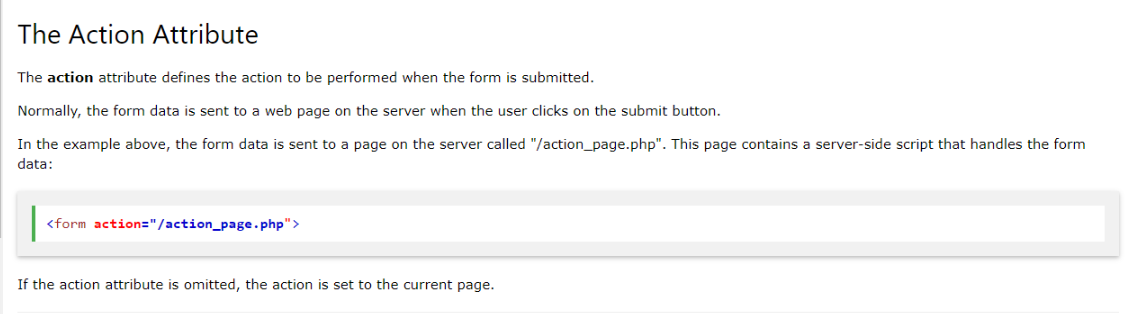 The Action Attribute
The action attribute defines the action to be performed when the form is submitted.
Normally, the form data is sent to a web page on the server when the user clicks on the submit button.
In the example above, the form data is sent to a page on the server called "/action_page.php". This page contains a server-side script that handles the form
data:
<form action="/action_page.php">
If the action attribute is omitted, the action is set to the current page.